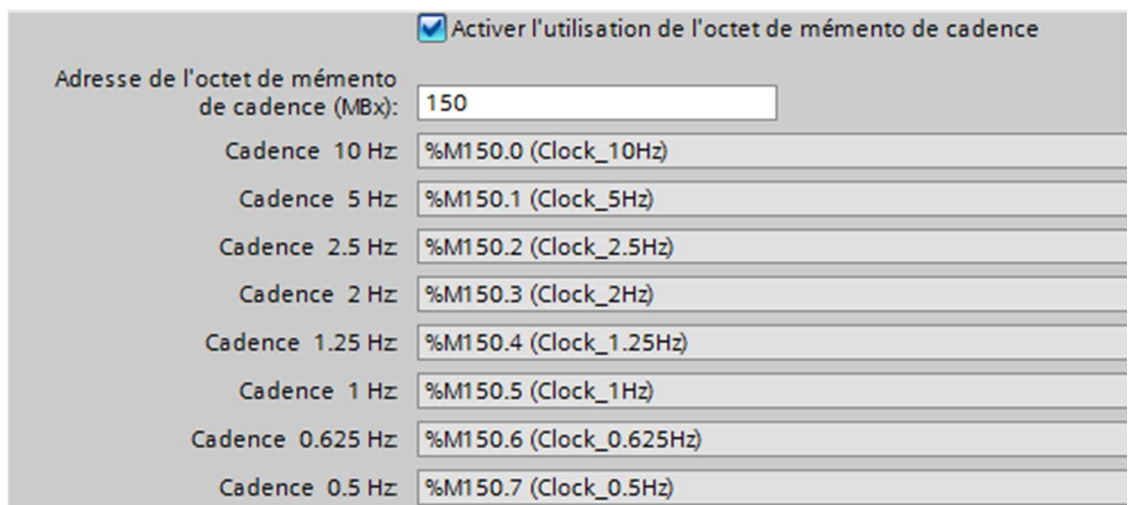 Activer l'utilisation de l'octet de mémento de cadence
Adresse de l'octet de mémento
de cadence (MBx): 150
Cadence 10 Hz: %M150.0 (Clock_10Hz)
Cadence 5 Hz: %M150.1 (Clock_5Hz)
Cadence 2.5 Hz: %M150.2 (Clock_2.5Hz)
Cadence 2 Hz: %M150.3 (Clock_2Hz)
Cadence 1.25 Hz: %M150.4 (Clock_1.25Hz)
Cadence 1 Hz: %M150.5 (Clock_1Hz)
Cadence 0.625 Hz: %M150.6 (Clock_0.625Hz)
Cadence 0.5 Hz: %M150.7 (Clock_0.5Hz)